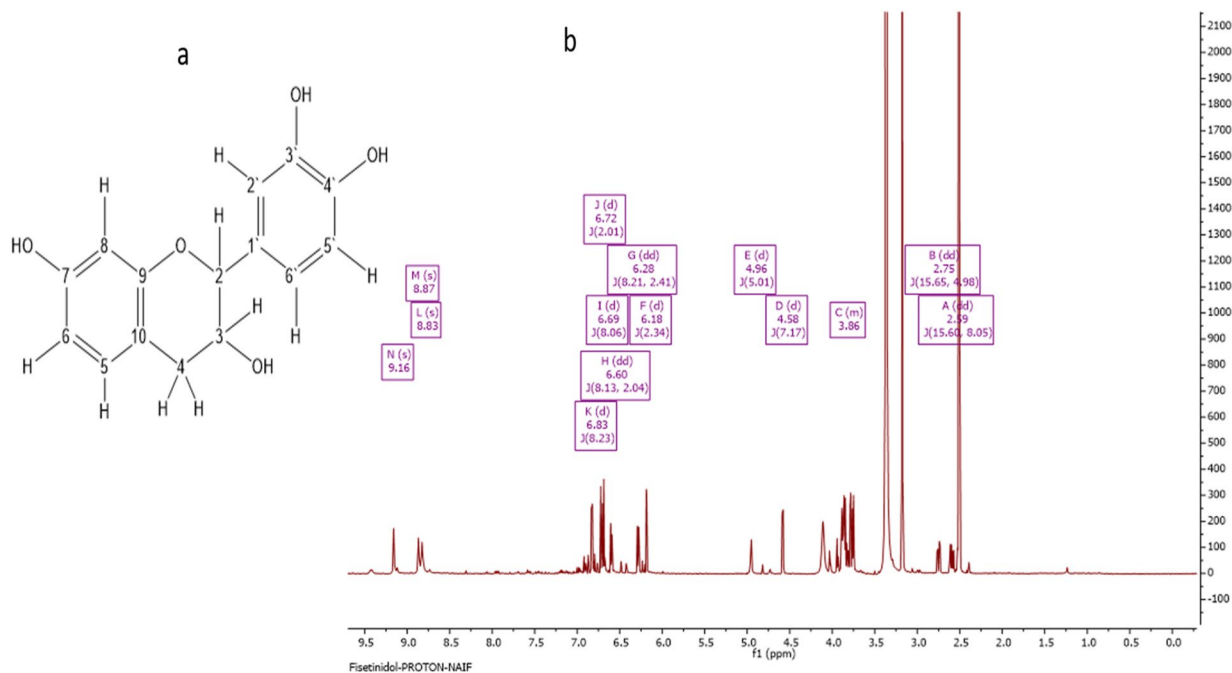 a
OH
H
3`
OH
2`
4`
H
H
8
1`
5`
HO
O
H
7
9
2
6`
H
H
6
10
3
H
H
5
4
OH
H
H
H
b
J (d)
6.72
J(2.01)
G (dd)
6.28
J(8.21, 2.41)
E (d)
4.96
J(5.01)
B (dd)
2.75
J(15.65, 4.98)
M (s)
8.87
L (s)
8.83
I (d)
6.69
J(8.06)
F (d)
6.18
J(2.34)
D (d)
4.58
J(7.17)
C (m)
3.86
A (dd)
2.59
J(15.60, 8.05)
N (s)
9.16
H (dd)
6.60
J(8.13, 2.04)
K (d)
6.83
J(8.23)
2100
2000
1900
1800
1700
1600
1500
1400
1300
1200
1100
1000
900
800
700
600
500
400
300
200
100
0
-100
9.5 9.0 8.5 8.0 7.5 7.0 6.5 6.0 5.5 5.0 4.5 4.0 3.5 3.0 2.5 2.0 1.5 1.0 0.5 0.0
f1 (ppm)
Fisetinidol-PROTON-NAIF